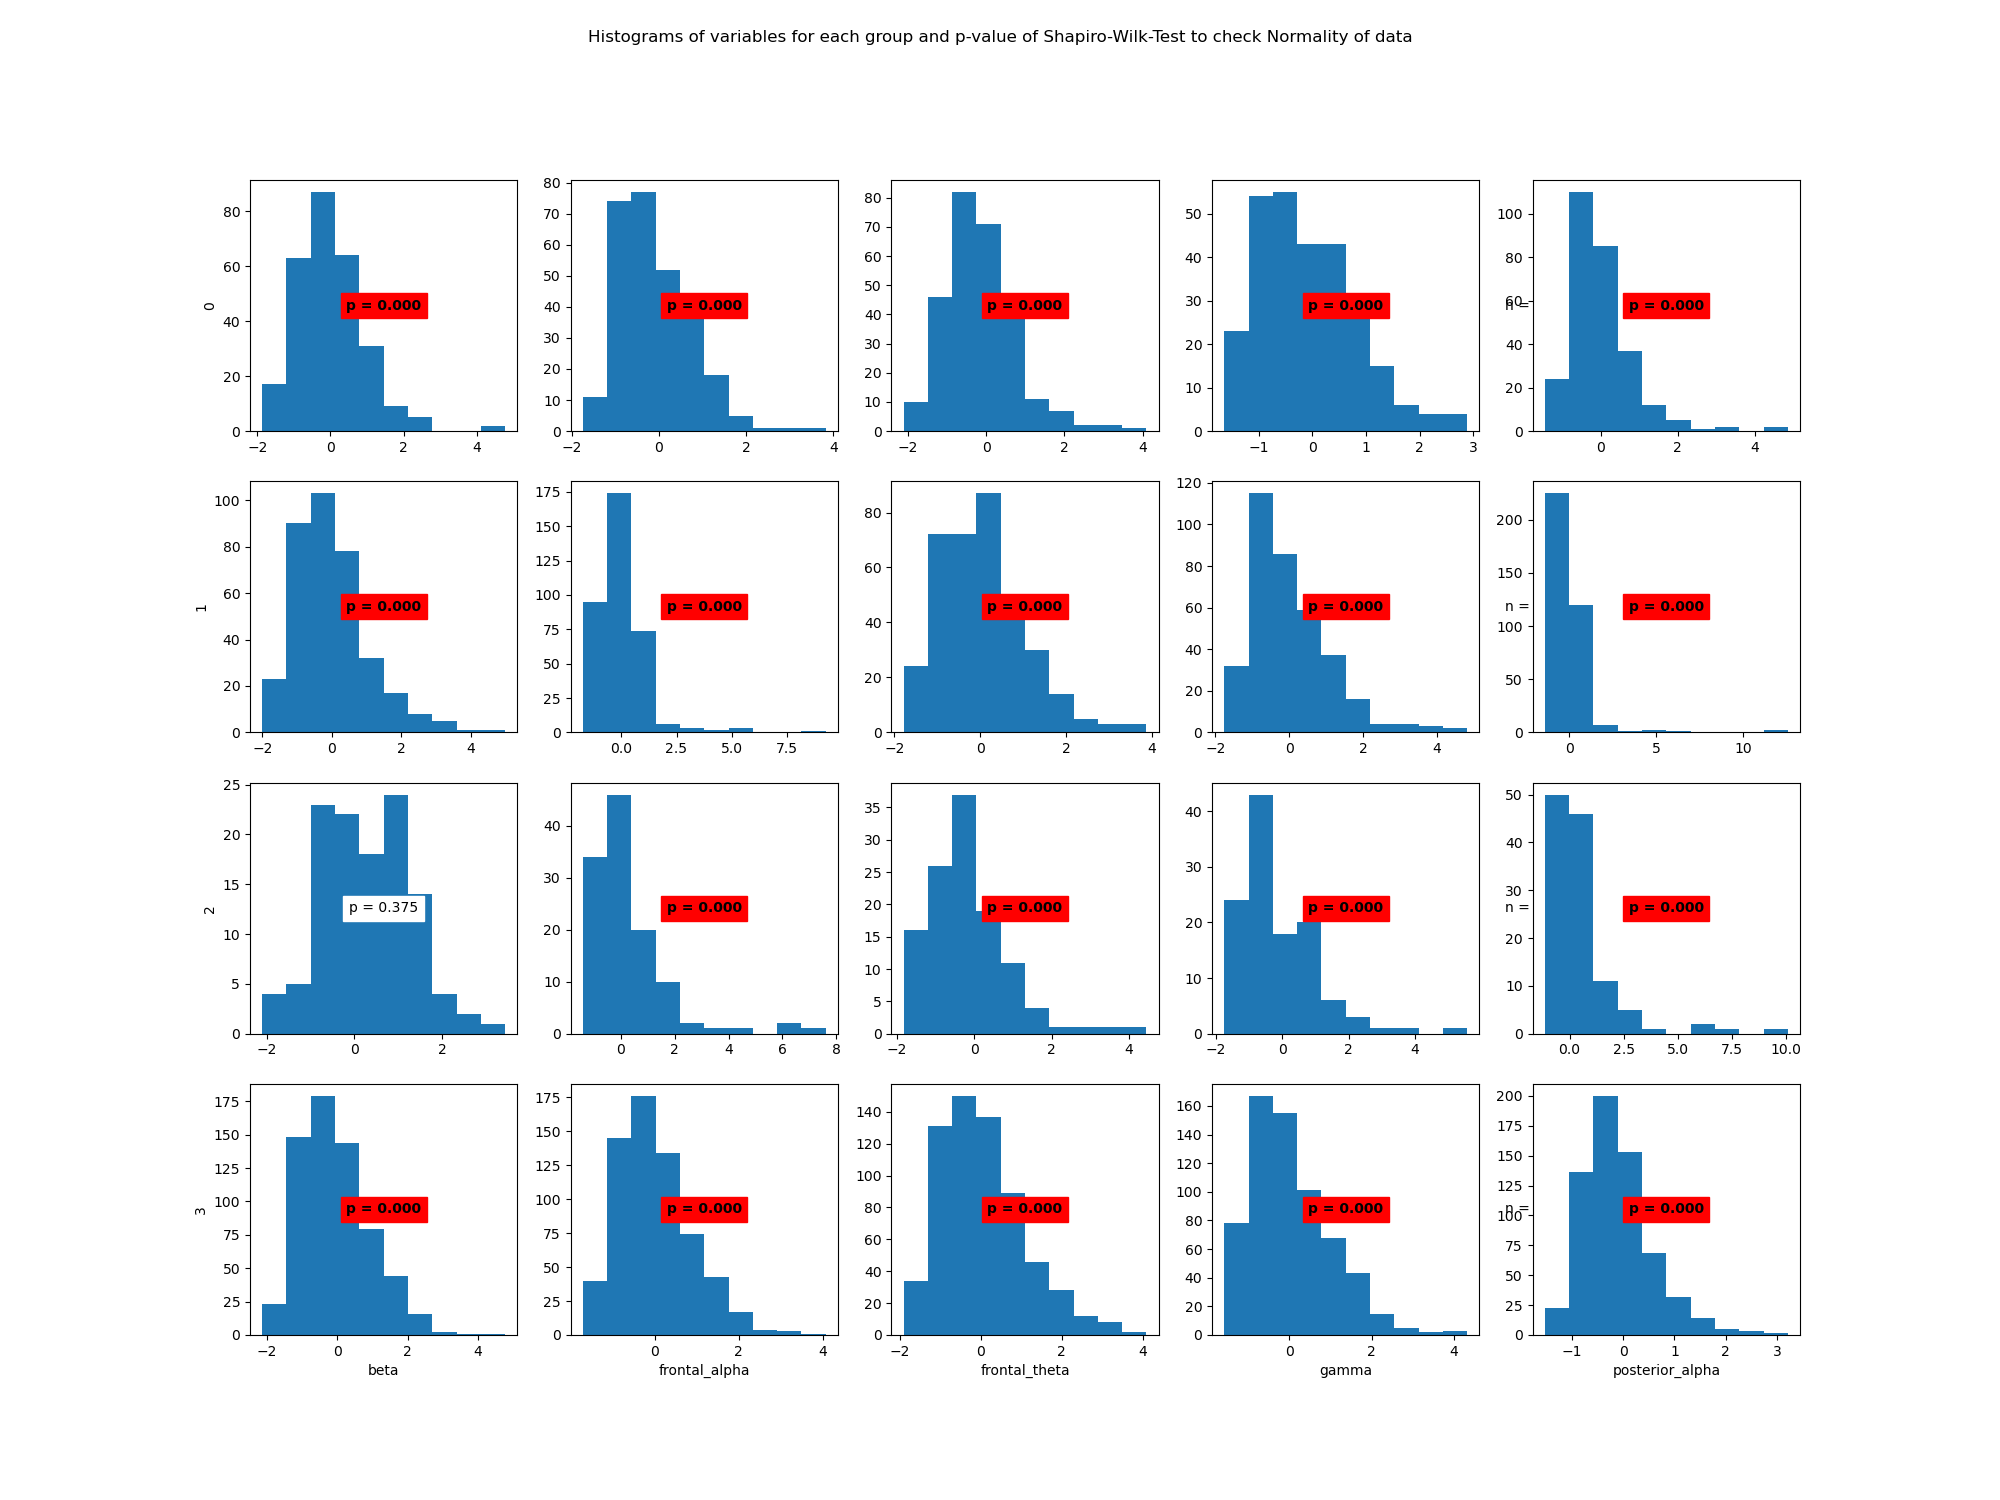 Histograms of variables for each group and p-value of Shapiro-Wilk-Test to check Normality of data
80
60
40
20
0
−2 0 2 4
0
p = 0.000
80
70
60
50
40
30
20
10
0
−2 0 2 4
p = 0.000
80
70
60
50
40
30
20
10
0
−2 0 2 4
p = 0.000
50
40
30
20
10
0
−1 0 1 2 3
p = 0.000
100
80
60
40
20
0
0 2 4
n =
p = 0.000
100
80
60
40
20
0
−2 0 2 4
1
p = 0.000
175
150
125
100
75
50
25
0
0.0 2.5 5.0 7.5
p = 0.000
80
60
40
20
0
−2 0 2 4
p = 0.000
120
100
80
60
40
20
0
−2 0 2 4
p = 0.000
200
150
100
50
0
0 5 10
n =
p = 0.000
25
20
15
10
5
0
−2 0 2
2
p = 0.375
40
30
20
10
0
0 2 4 6 8
p = 0.000
35
30
25
20
15
10
5
0
−2 0 2 4
p = 0.000
40
30
20
10
0
−2 0 2 4
p = 0.000
50
40
30
20
10
0
0.0 2.5 5.0 7.5 10.0
n =
p = 0.000
175
150
125
100
75
50
25
0
−2 0 2 4
3
beta
p = 0.000
175
150
125
100
75
50
25
0
0 2 4
frontal_alpha
p = 0.000
140
120
100
80
60
40
20
0
−2 0 2 4
frontal_theta
p = 0.000
160
140
120
100
80
60
40
20
0
0 2 4
gamma
p = 0.000
200
175
150
125
100
75
50
25
0
−1 0 1 2 3
posterior_alpha
n =
p = 0.000